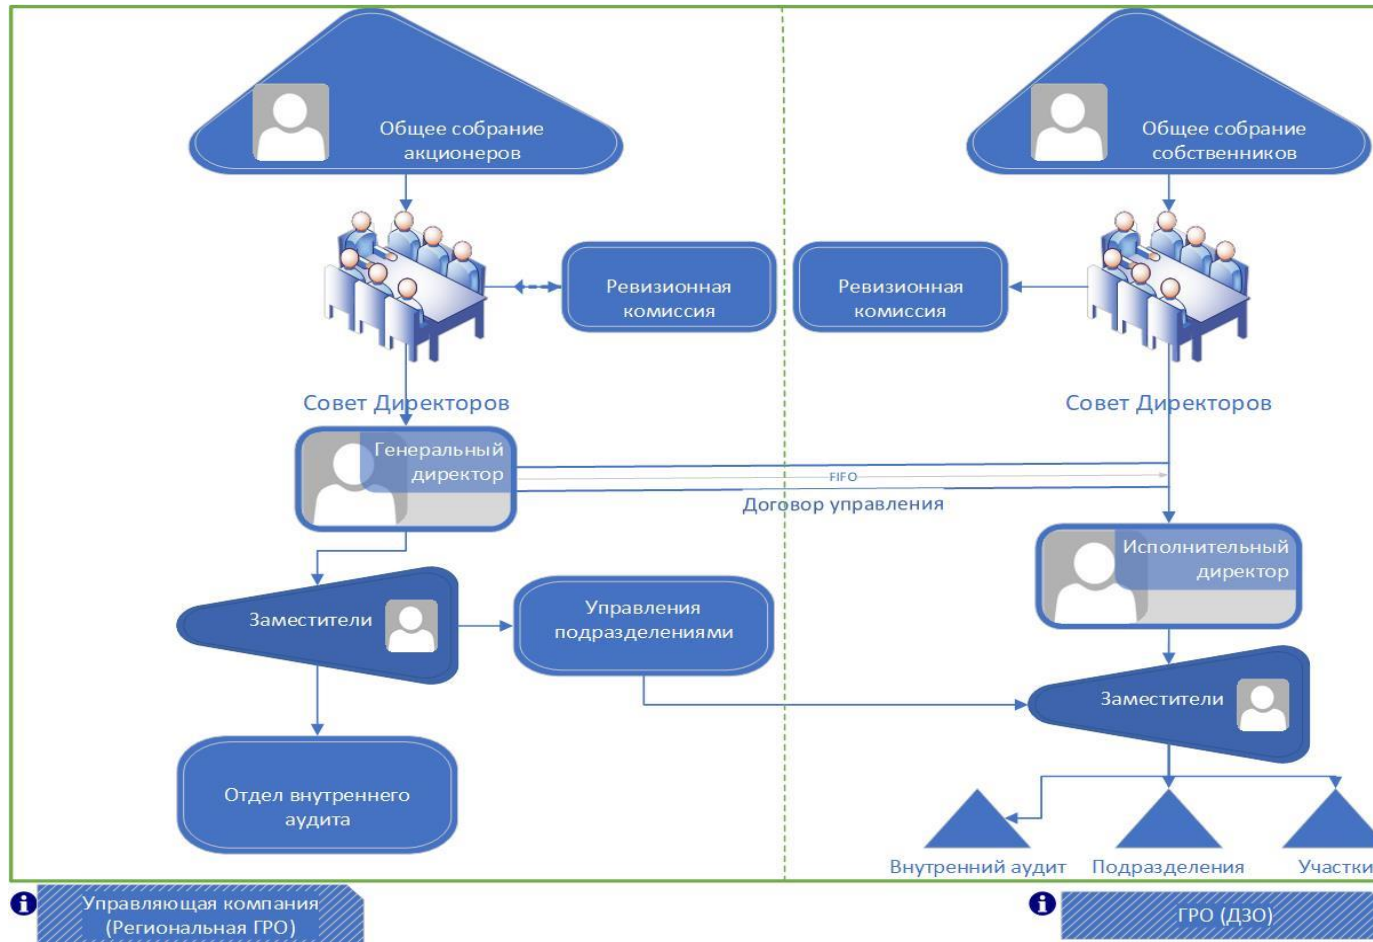 Общее собрание
акционеров
Общее собрание
собственников
Ревизионная
комиссия
Ревизионная
комиссия
Совет Директоров
Совет Директоров
Генеральный
директор
FIFO
Договор управления
Исполнительный
директор
Заместители
Управления
подразделениями
Заместители
Отдел внутреннего
аудита
Внутренний аудит
Подразделения
Участки
Управляющая компания
(Региональная ГРО)
ГРО (ДЗО)